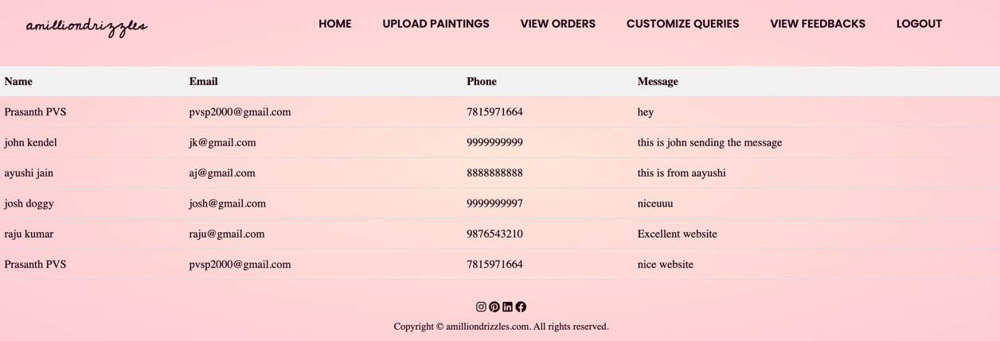 amilliondrizzles HOME UPLOAD PAINTINGS VIEW ORDERS CUSTOMIZE QUERIES VIEW FEEDBACKS LOGOUT
Name Email Phone Message
Prasanth PVS pvsp2000@gmail.com 7815971664 hey
john kendel jk@gmail.com 9999999999 this is john sending the message
ayushi jain aj@gmail.com 8888888888 this is from aayushi
josh doggy josh@gmail.com 9999999997 niceuuu
raju kumar raju@gmail.com 9876543210 Excellent website
Prasanth PVS pvsp2000@gmail.com 7815971664 nice website
Copyright © amilliondrizzles.com. All rights reserved.